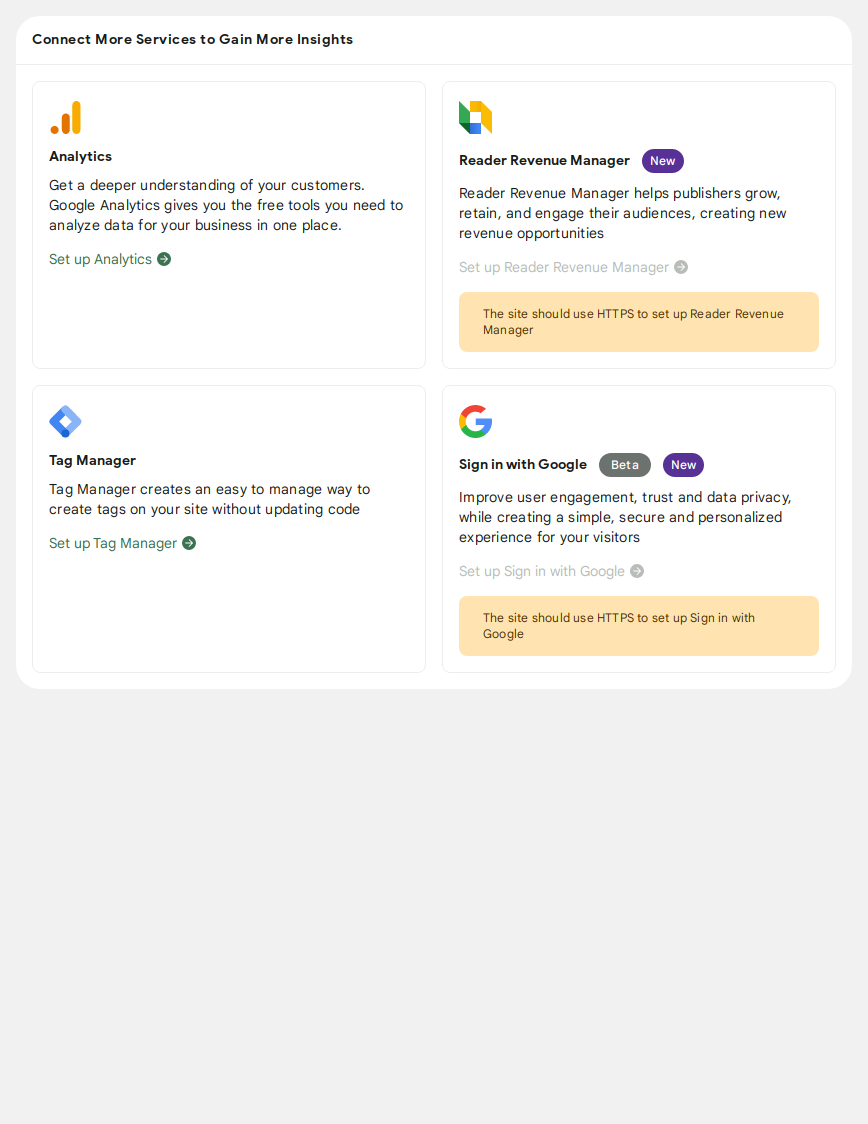 Connect More Services to Gain More Insights
Analytics
Get a deeper understanding of your customers.
Google Analytics gives you the free tools you need to
analyze data for your business in one place.
Set up Analytics
Reader Revenue Manager New
Reader Revenue Manager helps publishers grow,
retain, and engage their audiences, creating new
revenue opportunities
Set up Reader Revenue Manager
The site should use HTTPS to set up Reader Revenue
Manager
Tag Manager
Tag Manager creates an easy to manage way to
create tags on your site without updating code
Set up Tag Manager
Sign in with Google Beta New
Improve user engagement, trust and data privacy,
while creating a simple, secure and personalized
experience for your visitors
Set up Sign in with Google
The site should use HTTPS to set up Sign in with
Google